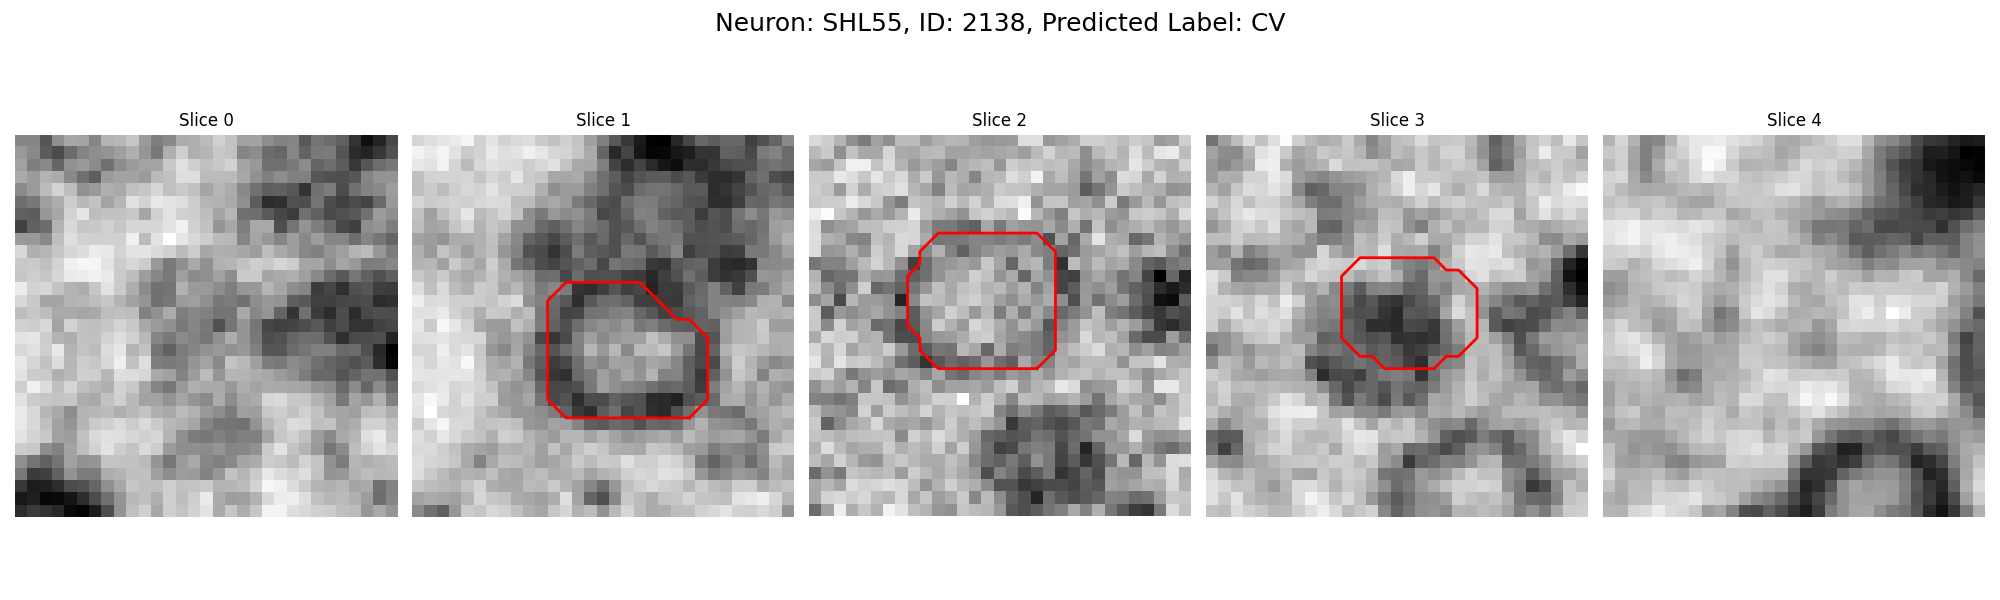 Neuron: SHL55, ID: 2138, Predicted Label: CV
Slice 0
Slice 1
Slice 2
Slice 3
Slice 4